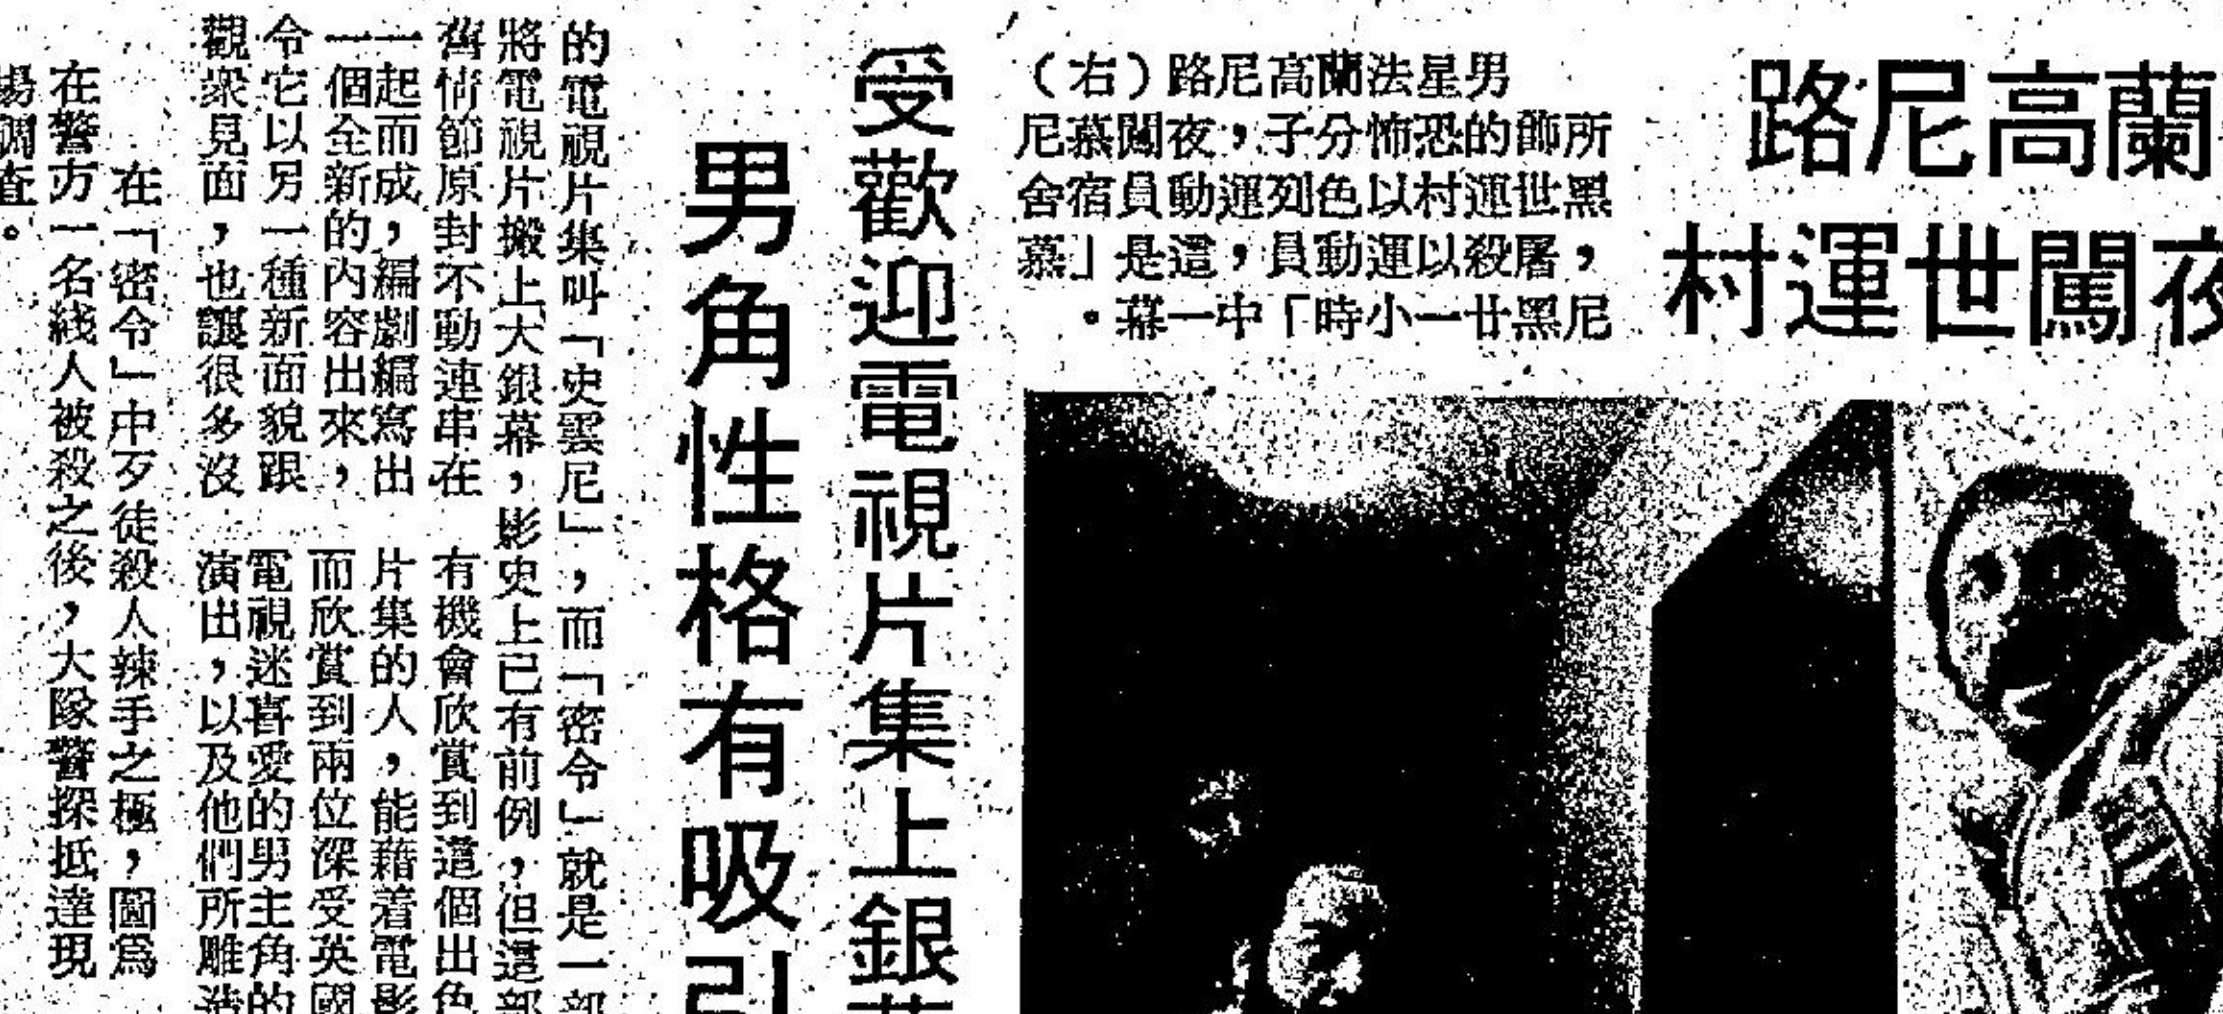 蘭高尼路
夜闖世運村
男星法蘭高尼路（右）
所飾的恐怖分子，夜闖慕尼
黑世運村以色列運動員宿舍
，屠殺以運動員，這是「慕
尼黑廿一小時」中一幕。
受歡迎電視片集上銀幕
男角性格有吸引
的電視片集叫「史雲尼」，而「密令」就是一部
將電視片搬上大銀幕，影史上已有前例，但這部
舊情節原封不動連串在
一起而成，編劇編寫出
一個全新的內容出來，
令它以另一種新面貌跟
觀衆見面，也讓很多沒
有機會欣賞到這個出色
片集的人，能藉着電影
而欣賞到兩位深受英國
電視迷喜愛的男主角的
演出，以及他們所雕造
在「密令」中歹徒殺人辣手之極，圖爲
在警方一名綫人被殺之後，大隊警探抵達現
場調查。